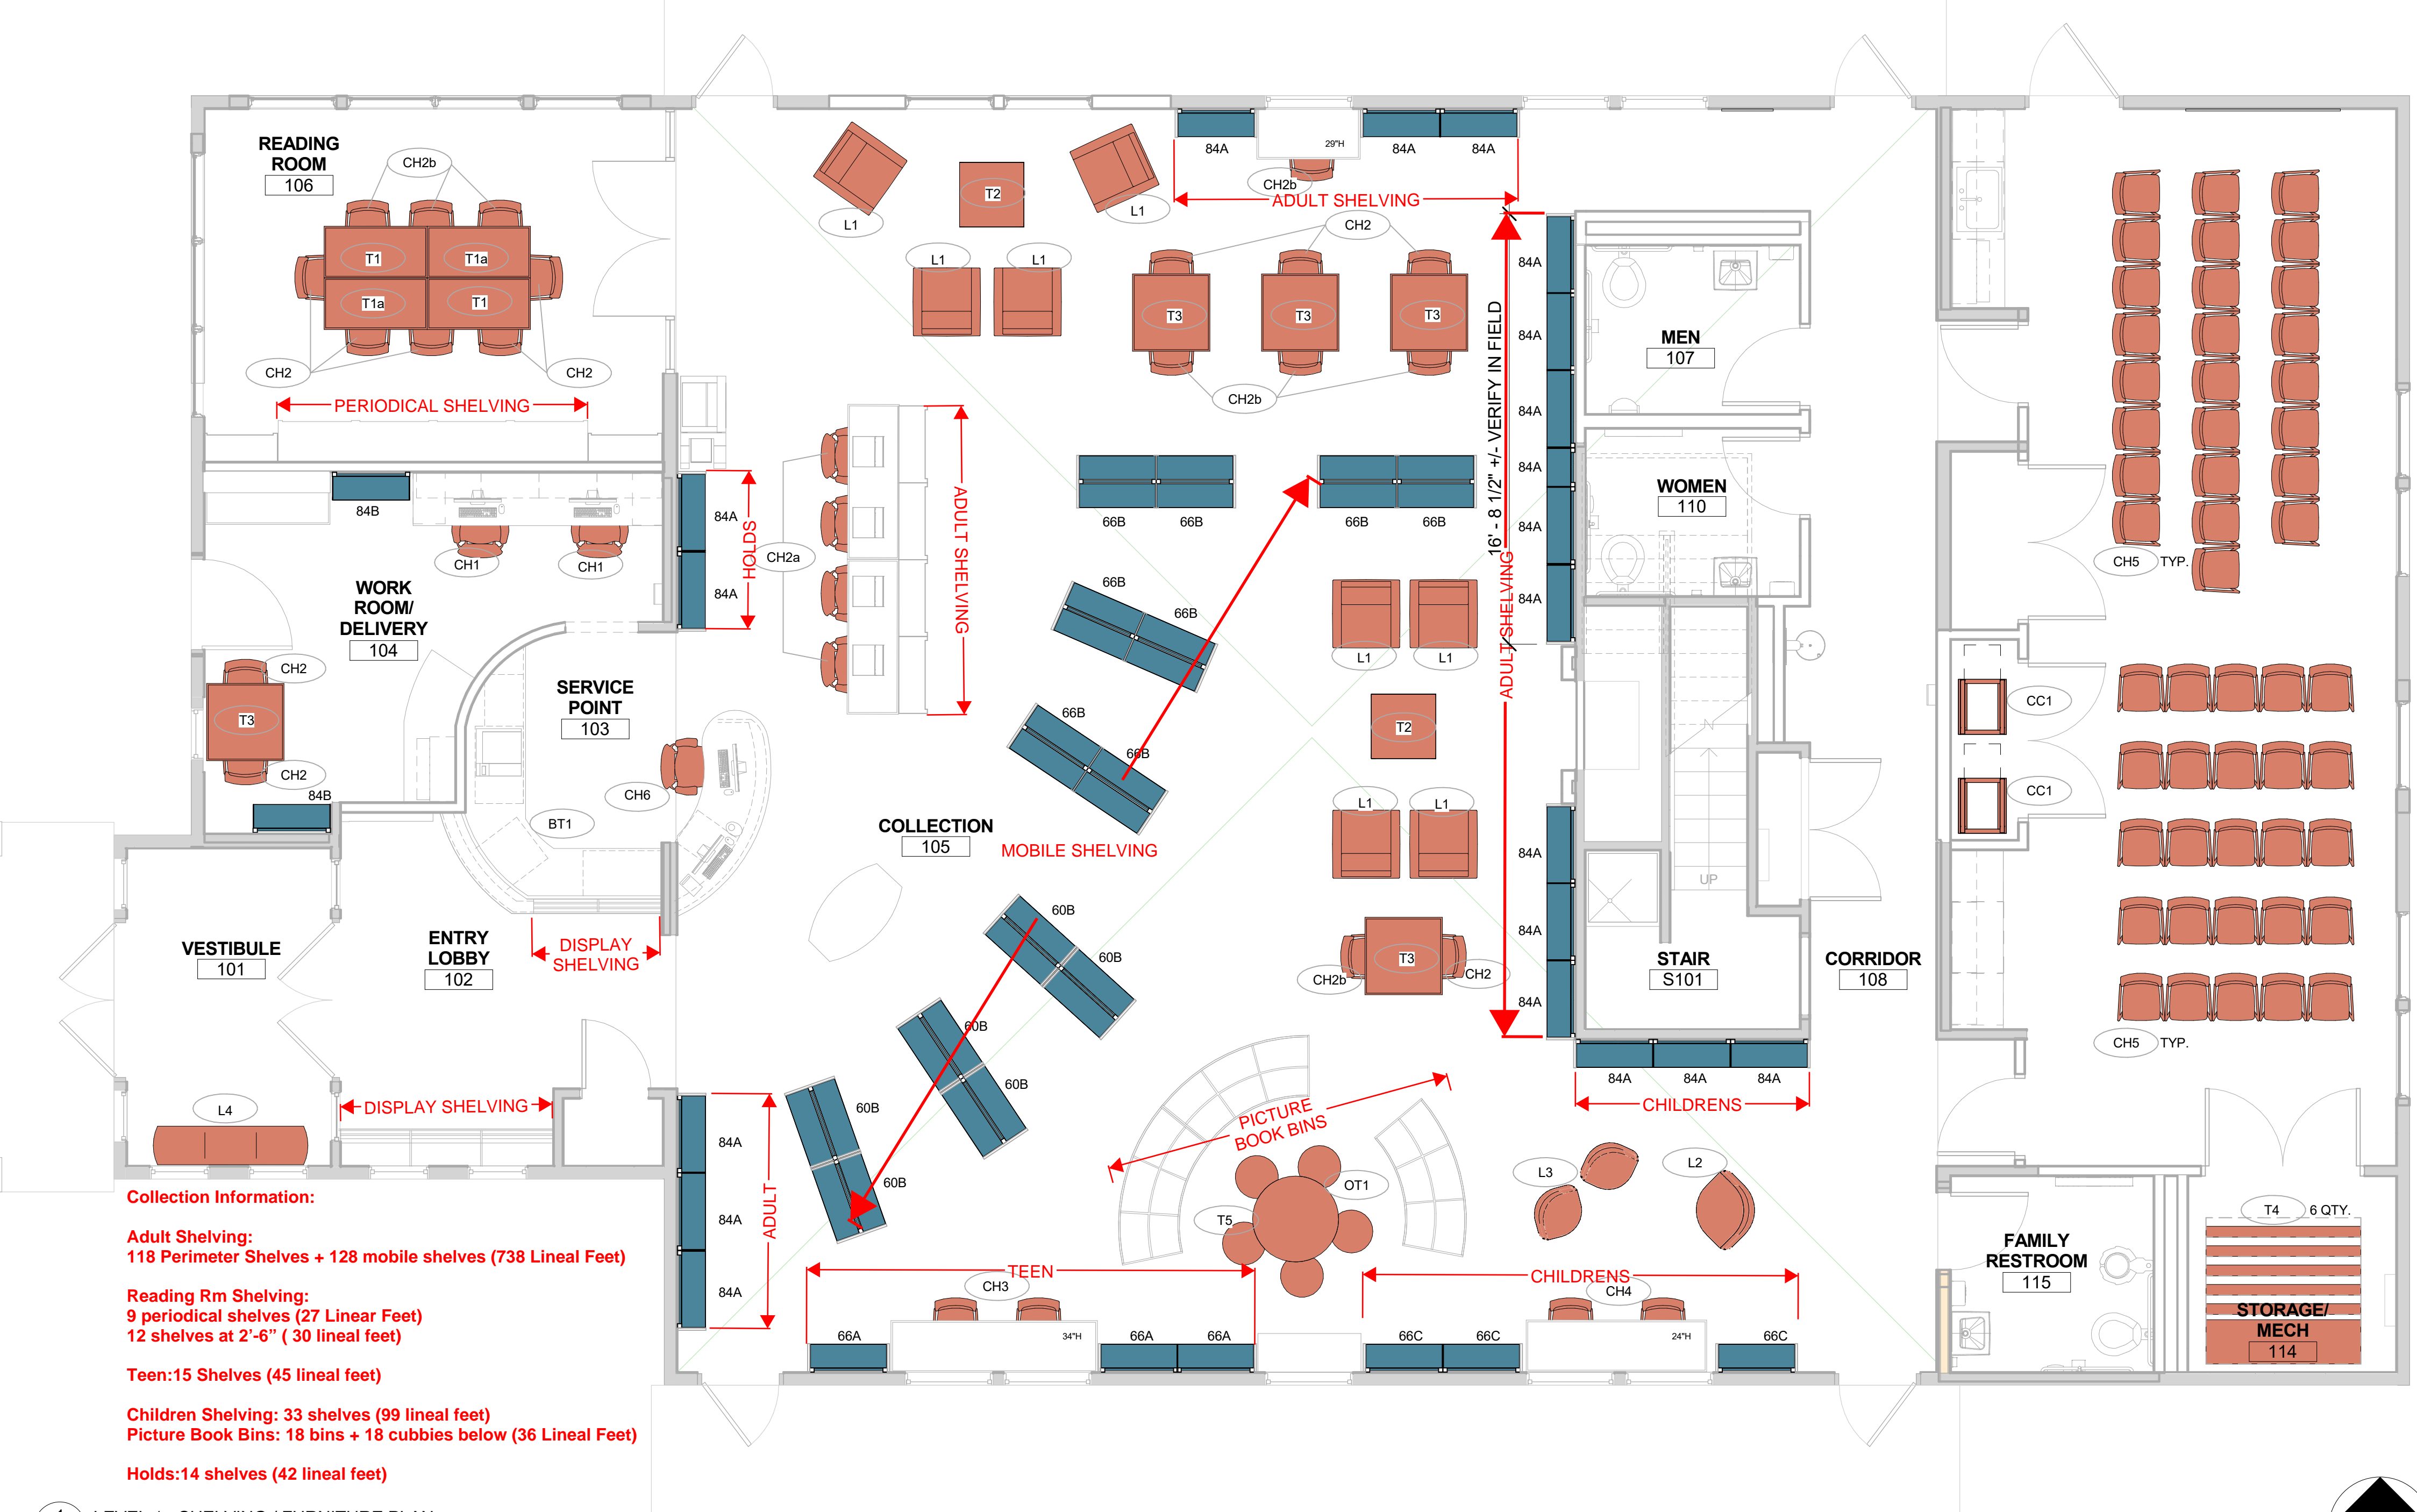 READING
ROOM
106
CH2b
T1
T1a
T1a
T1
CH2
CH2
PERIODICAL SHELVING
L1
T2
L1
L1
L1
84A
29"H
84A
84A
CH2b
ADULT SHELVING
CH2
T3
T3
T3
CH2b
84A
84A
84A
84A
84A
84A
16' - 8 1/2" +/- VERIFY IN FIELD
ADULT SHELVING
MEN
107
WOMEN
110
CH5 TYP.
84B
CH1
CH1
WORK
ROOM/
DELIVERY
104
84A
84A
HOLDS
CH2a
ADULT SHELVING
66B
66B
66B
66B
66B
66B
66B
66B
L1
L1
T2
L1
L1
CH2
T3
CH2
84B
SERVICE
POINT
103
CH6
BT1
COLLECTION
105
MOBILE SHELVING
60B
60B
60B
60B
60B
60B
CH2b
T3
CH2
84A
84A
84A
UP
STAIR
S101
CORRIDOR
108
CC1
CC1
CH5 TYP.
VESTIBULE
101
ENTRY
LOBBY
102
DISPLAY
SHELVING
L4
DISPLAY SHELVING
84A
84A
84A
ADULT
84A
84A
84A
CHILDRENS
PICTURE
BOOK BINS
T5
OT1
L3
L2
TEEN
CH3
66A
34"H
66A
66A
CHILDRENS
CH4
66C
66C
24"H
66C
FAMILY
RESTROOM
115
T4 6 QTY.
STORAGE/
MECH
114
Collection Information:
Adult Shelving:
118 Perimeter Shelves + 128 mobile shelves (738 Lineal Feet)
Reading Rm Shelving:
9 periodical shelves (27 Linear Feet)
12 shelves at 2'-6” ( 30 lineal feet)
Teen:15 Shelves (45 lineal feet)
Children Shelving: 33 shelves (99 lineal feet)
Picture Book Bins: 18 bins + 18 cubbies below (36 Lineal Feet)
Holds:14 shelves (42 lineal feet)